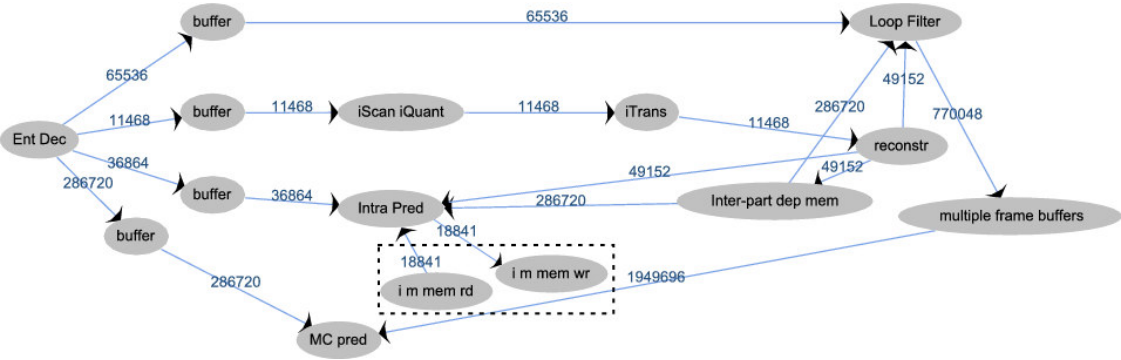 buffer
65536
Loop Filter
65536
49152
buffer
11468
iScan iQuant
11468
iTrans
286720
770048
11468
11468
Ent Dec
reconstr
36864
49152
49152
286720
buffer
36864
Intra Pred
286720
Inter-part dep mem
multiple frame buffers
buffer
18841
18841
i m mem wr
286720
1949696
i m mem rd
MC pred